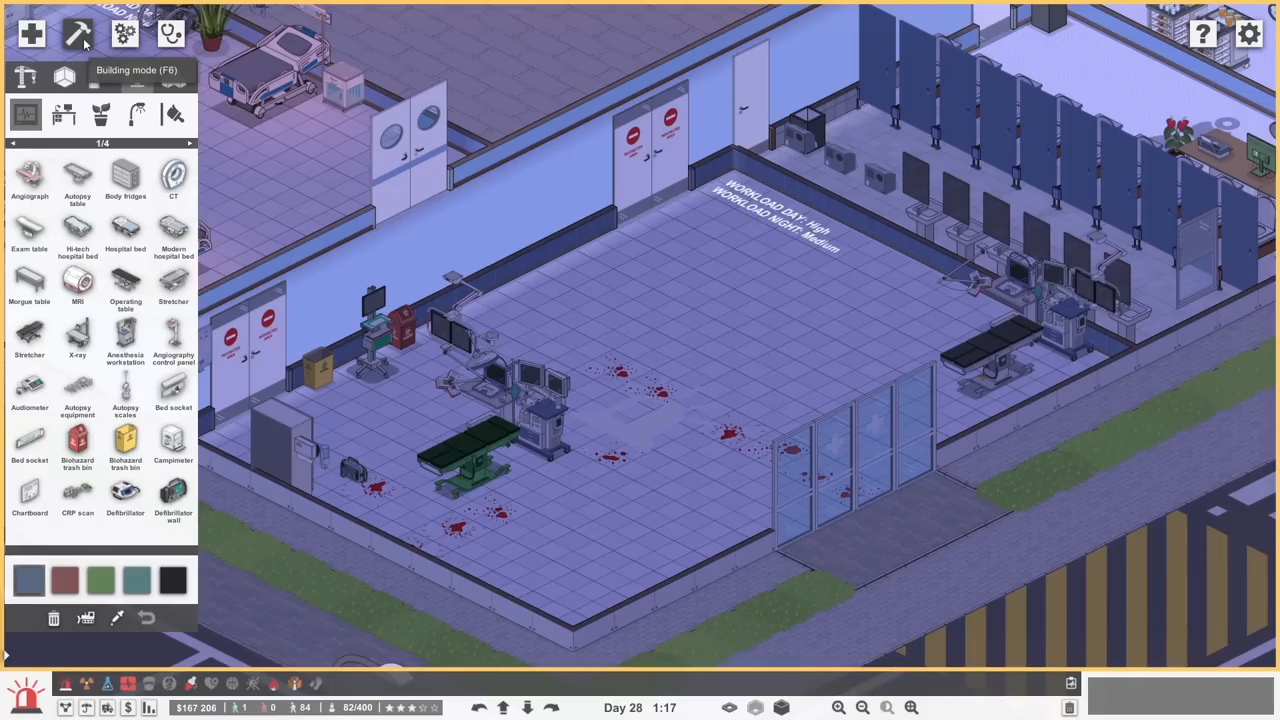 Building mode (F6)
1/4
Angiograph
Autopsy table
Body fridges
CT
Exam table
Hi-tech hospital bed
Hospital bed
Modern hospital bed
Morgue table
MRI
Operating table
Stretcher
Stretcher
X-ray
Anesthesia workstation
Angiography control panel
Audiometer
Autopsy equipment
Autopsy scales
Bed socket
Bed socket
Biohazard trash bin
Biohazard trash bin
Campimeter
Chartboard
CRP scan
Defibrillator
Defibrillator wall
WORKLOAD DAY: High
WORKLOAD NIGHT: Medium
?
$167 206
1
0
84
82/400
Day 28 1:17